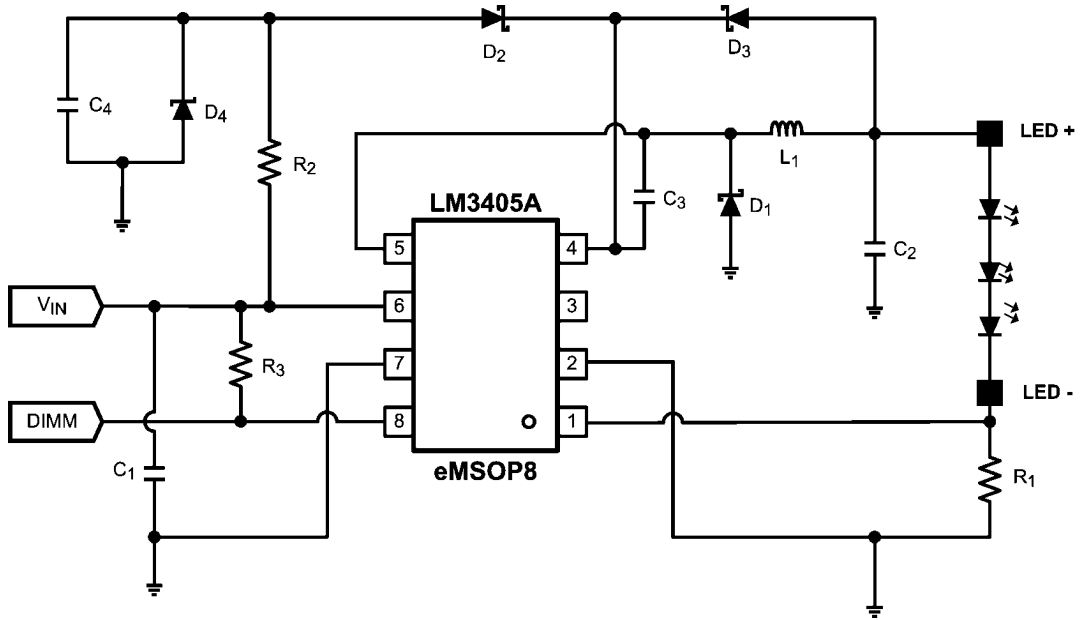 D2
D3
C4
D4
LED +
R2
L1
LM3405A
C3
D1
5
4
C2
VIN
6
3
R3
7
2
LED -
DIMM
8
1
C1
eMSOP8
R1